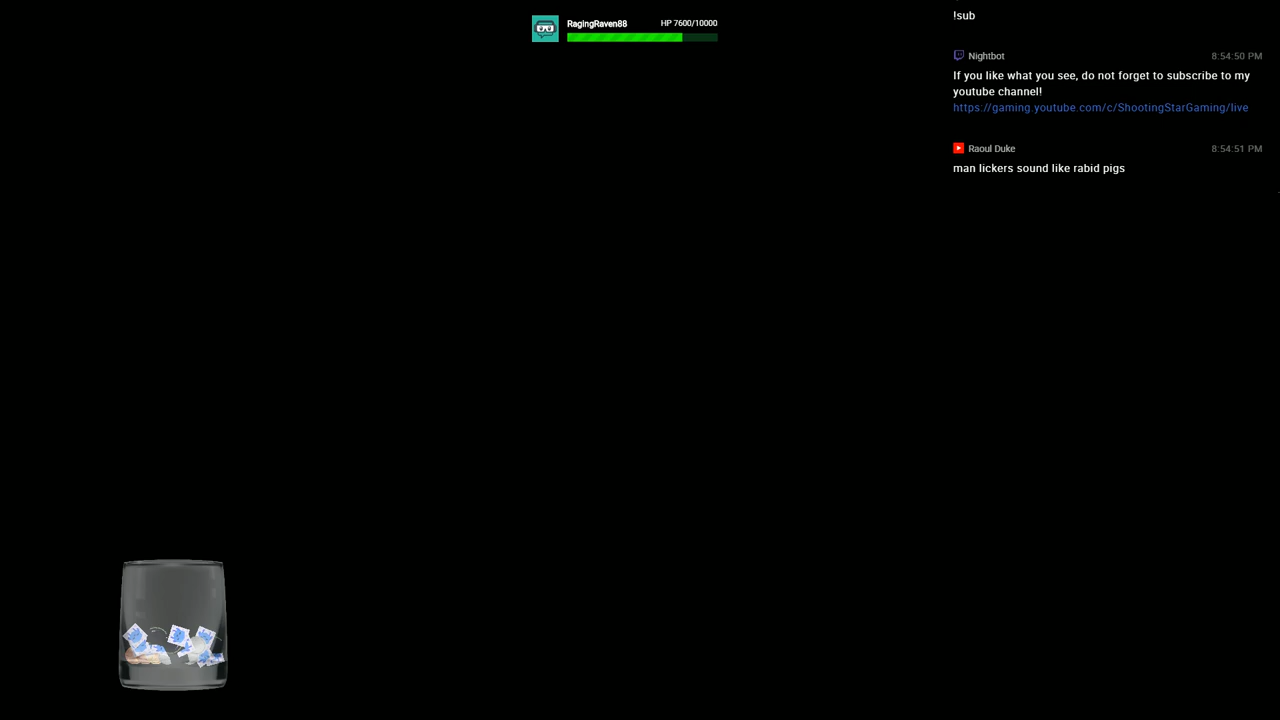 RagingRaven88 HP 7600/10000
!sub
Nightbot 8:54:50 PM
If you like what you see, do not forget to subscribe to my
youtube channel!
https://gaming.youtube.com/c/ShootingStarGaming/live
Raoul Duke 8:54:51 PM
man lickers sound like rabid pigs